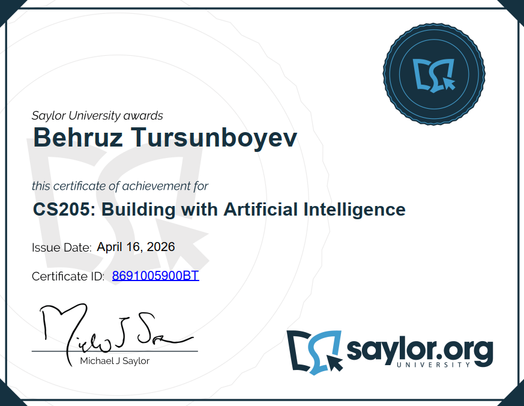 Saylor University awards
Behruz Tursunboyev
this certificate of achievement for
CS205: Building with Artificial Intelligence
Issue Date: April 16, 2026
Certificate ID: 8691005900BT
Michael J Saylor
saylor.org
UNIVERSITY